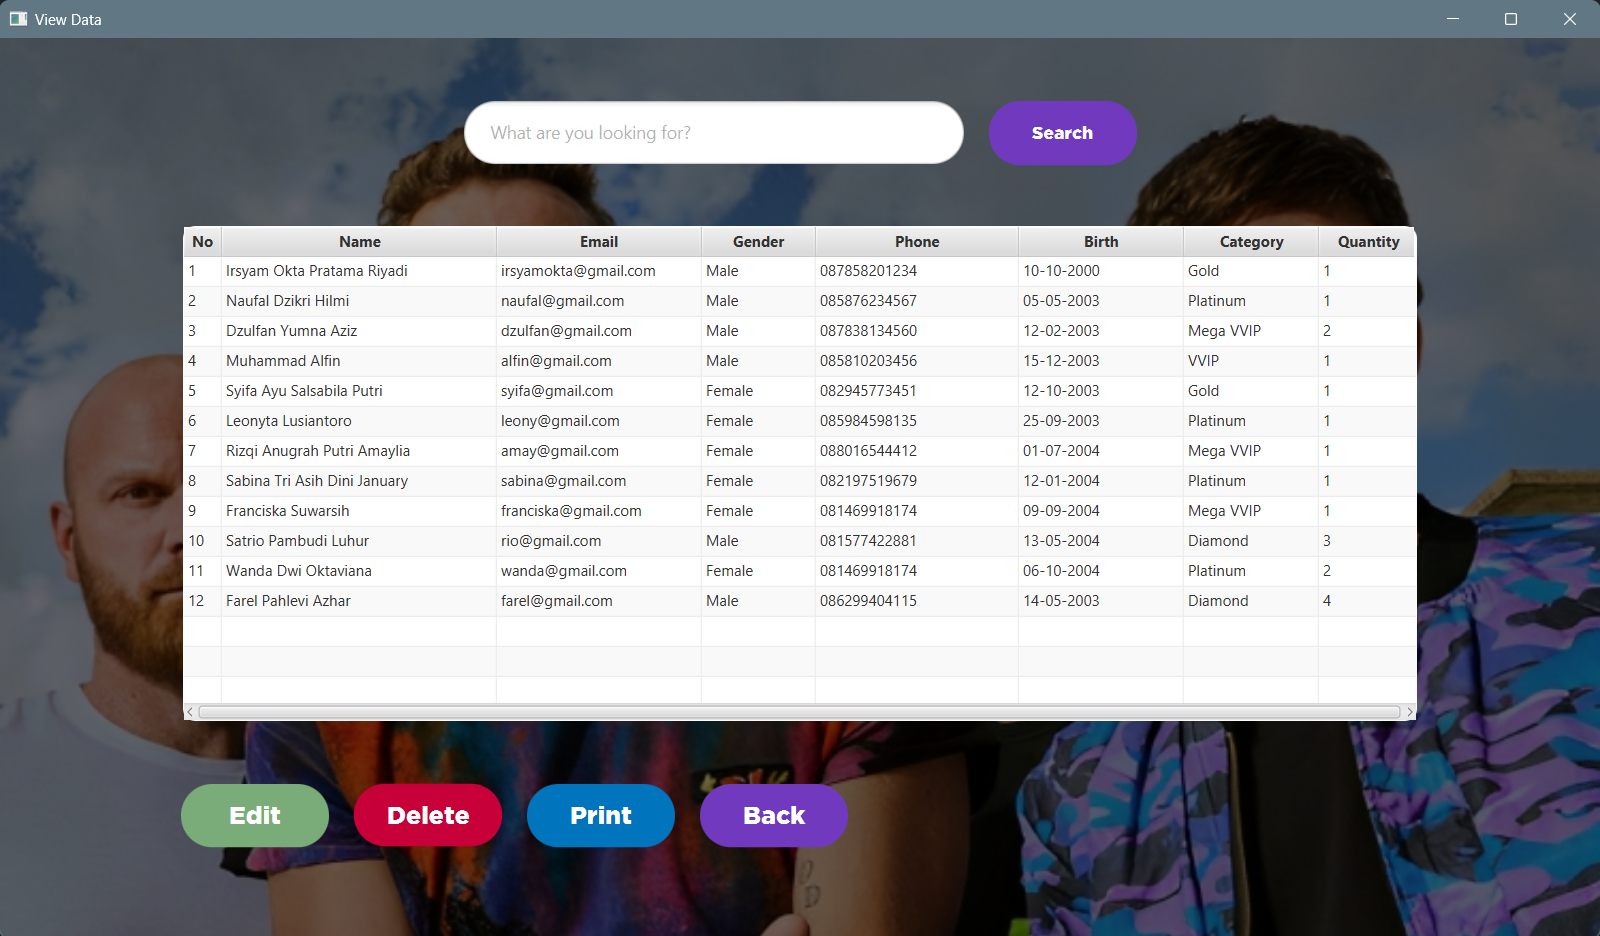 View Data
What are you looking for?
Search
No Name Email Gender Phone Birth Category Quantity
1 Irsyam Okta Pratama Riyadi irsyamokta@gmail.com Male 087858201234 10-10-2000 Gold 1
2 Naufal Dzikri Hilmi naufal@gmail.com Male 085876234567 05-05-2003 Platinum 1
3 Dzulfan Yumna Aziz dzulfan@gmail.com Male 087838134560 12-02-2003 Mega VVIP 2
4 Muhammad Alfin alfin@gmail.com Male 085810203456 15-12-2003 VVIP 1
5 Syifa Ayu Salsabila Putri syifa@gmail.com Female 082945773451 12-10-2003 Gold 1
6 Leonyta Lusiantoro leony@gmail.com Female 085984598135 25-09-2003 Platinum 1
7 Rizqi Anugrah Putri Amaylia amay@gmail.com Female 088016544412 01-07-2004 Mega VVIP 1
8 Sabina Tri Asih Dini January sabina@gmail.com Female 082197519679 12-01-2004 Platinum 1
9 Franciska Suwarsih franciska@gmail.com Female 081469918174 09-09-2004 Mega VVIP 1
10 Satrio Pambudi Luhur rio@gmail.com Male 081577422881 13-05-2004 Diamond 3
11 Wanda Dwi Oktaviana wanda@gmail.com Female 081469918174 06-10-2004 Platinum 2
12 Farel Pahlevi Azhar farel@gmail.com Male 086299404115 14-05-2003 Diamond 4
Edit Delete Print Back